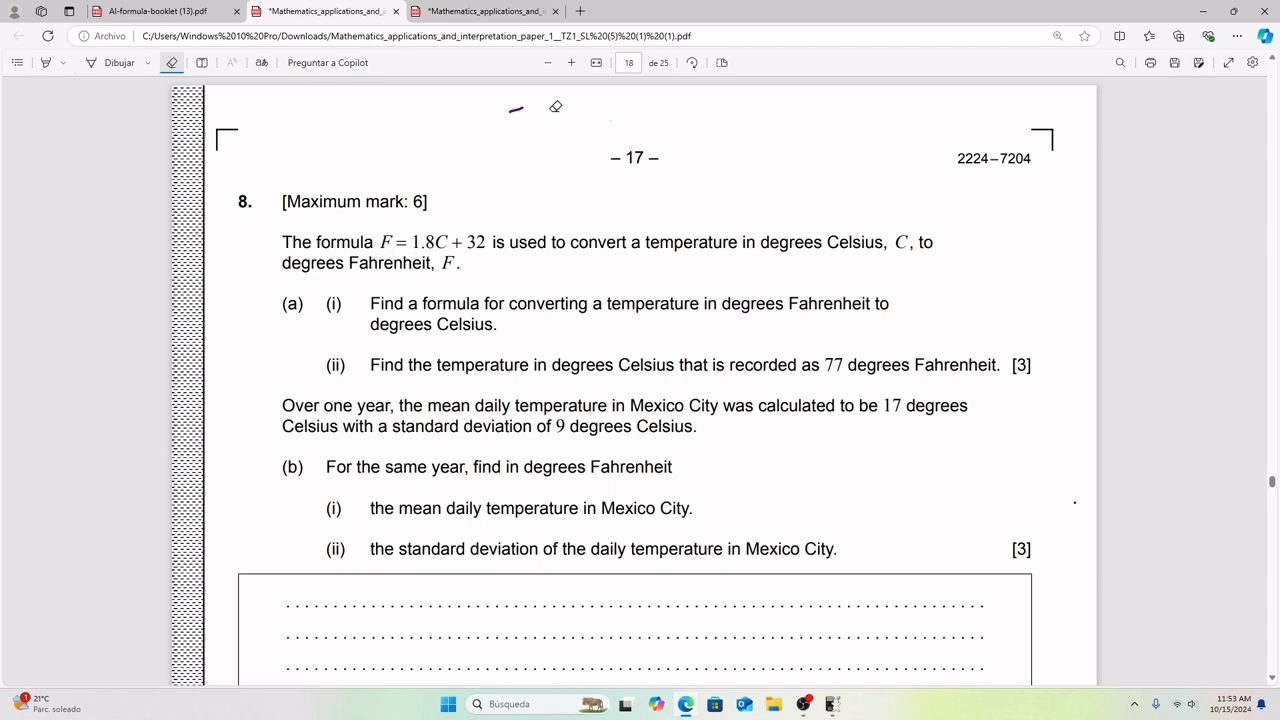 AI-formula-booklet (13).pdf
*Mathematics_applications_and_i
*Mathematics_applications_and_in
Archivo
C:/Users/Windows%2010%20Pro/Downloads/Mathematics_applications_and_interpretation_paper_1__TZ1_SL%20(5)%20(1)%20(1).pdf
Dibujar
Preguntar a Copilot
18
de 25
– 17 –
2224–7204
8. [Maximum mark: 6]
The formula F = 1.8C + 32 is used to convert a temperature in degrees Celsius, C, to
degrees Fahrenheit, F.
(a) (i) Find a formula for converting a temperature in degrees Fahrenheit to
degrees Celsius.
(ii) Find the temperature in degrees Celsius that is recorded as 77 degrees Fahrenheit. [3]
Over one year, the mean daily temperature in Mexico City was calculated to be 17 degrees
Celsius with a standard deviation of 9 degrees Celsius.
(b) For the same year, find in degrees Fahrenheit
(i) the mean daily temperature in Mexico City.
(ii) the standard deviation of the daily temperature in Mexico City. [3]
1
21°C
Parc. soleado
Búsqueda
11:53 AM
10/15/2024